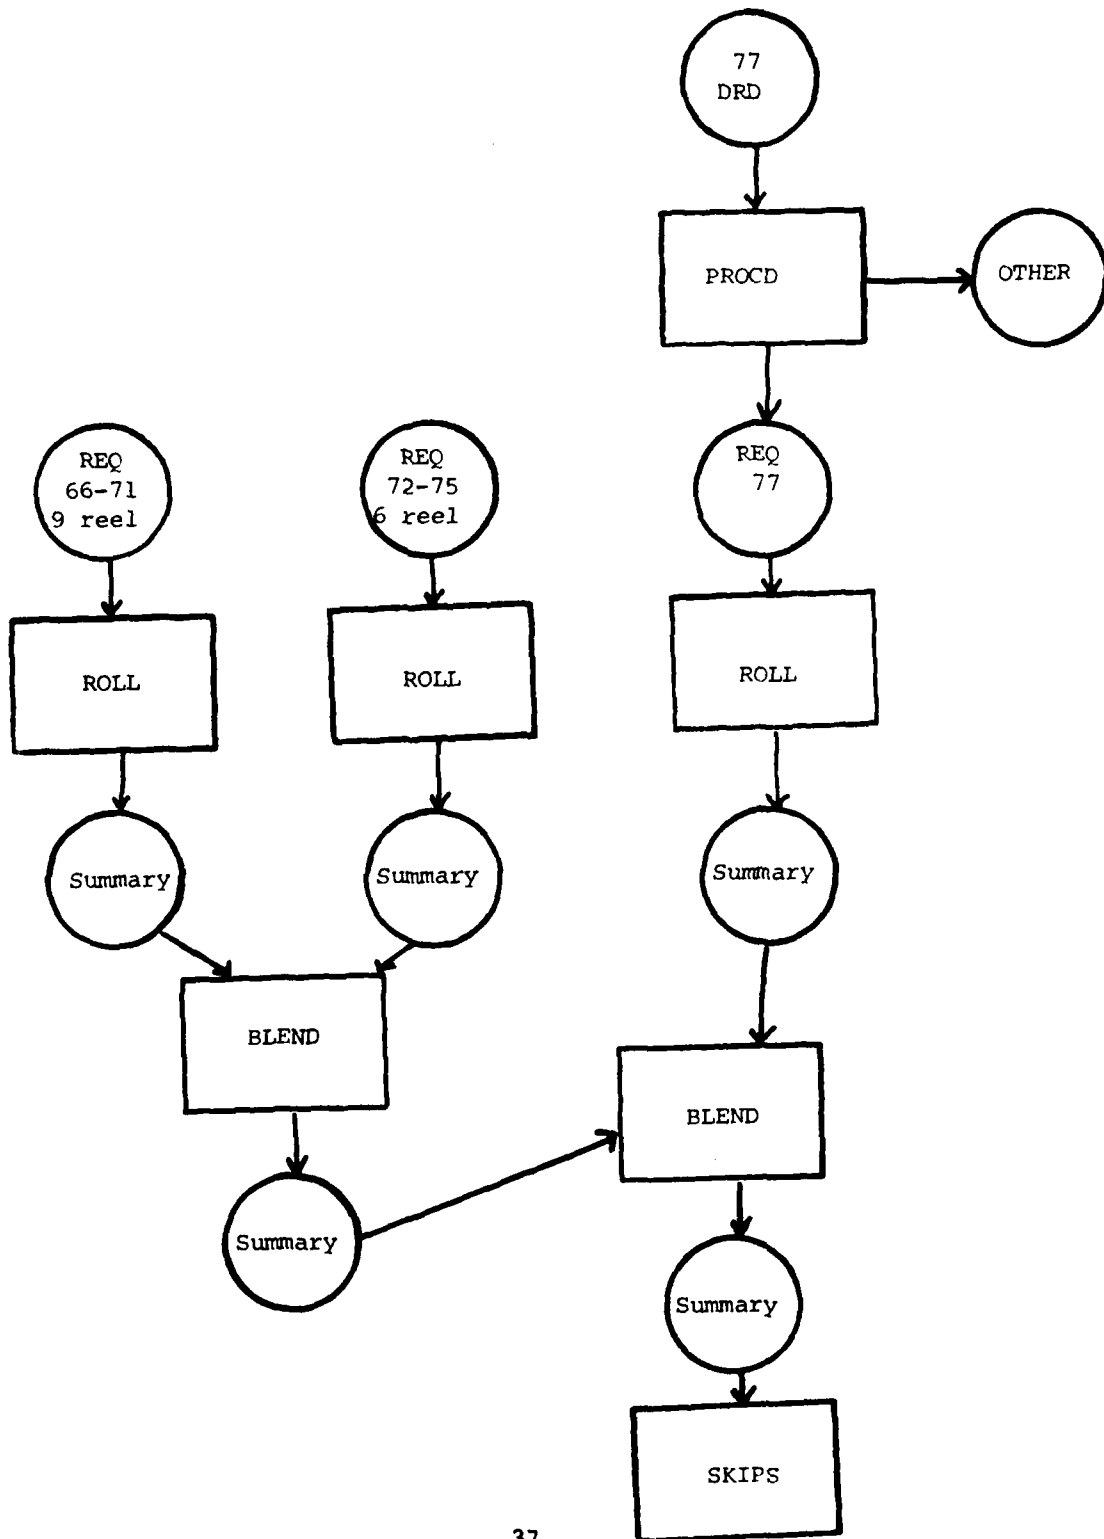 77
DRD
PROCD
OTHER
REQ
66-71
9 reel
REQ
72-75
6 reel
REQ
77
ROLL
ROLL
ROLL
Summary
Summary
Summary
BLEND
BLEND
Summary
Summary
SKIPS
37